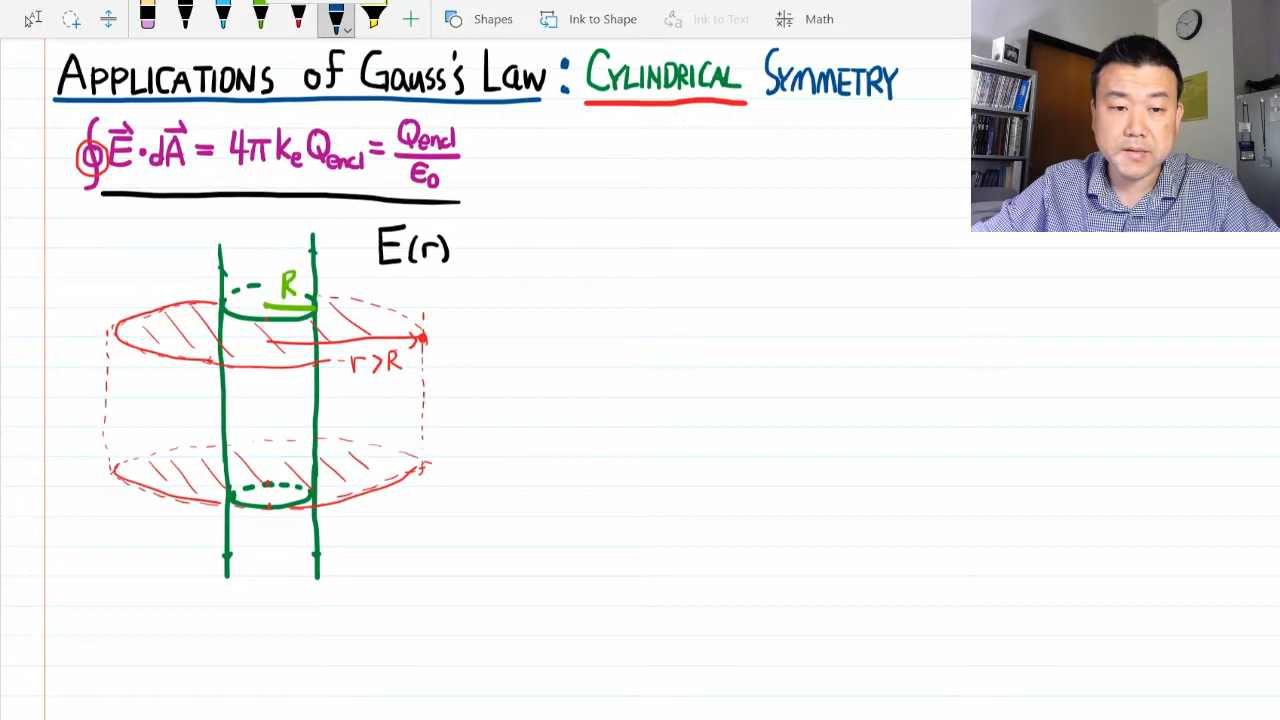 Shapes Ink to Shape Ink to Text Math
APPLICATIONS of Gauss's Law : CYLINDRICAL SYMMETRY
∮E⃗·dA⃗ = 4πkₑQₑₙcₗ = Qₑₙcₗ/ε₀
E(r)
R
r > R